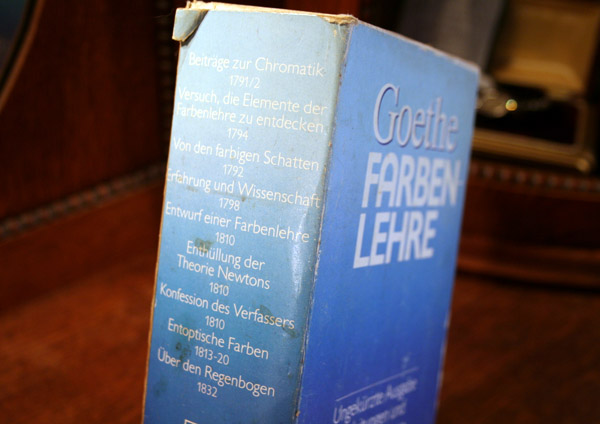 Beiträge zur Chromatik
1791/2
Versuch, die Elemente der
Farbenlehre zu entdecken
1794
Von den farbigen Schatten
1792
Erfahrung und Wissenschaft
1798
Entwurf einer Farbenlehre
1810
Enthüllung der
Theorie Newtons
1810
Konfession des Verfassers
1810
Entoptische Farben
1813-20
Über den Regenbogen
1832
Goethe
FARBEN
LEHRE
Ungekürzte Ausgabe
und